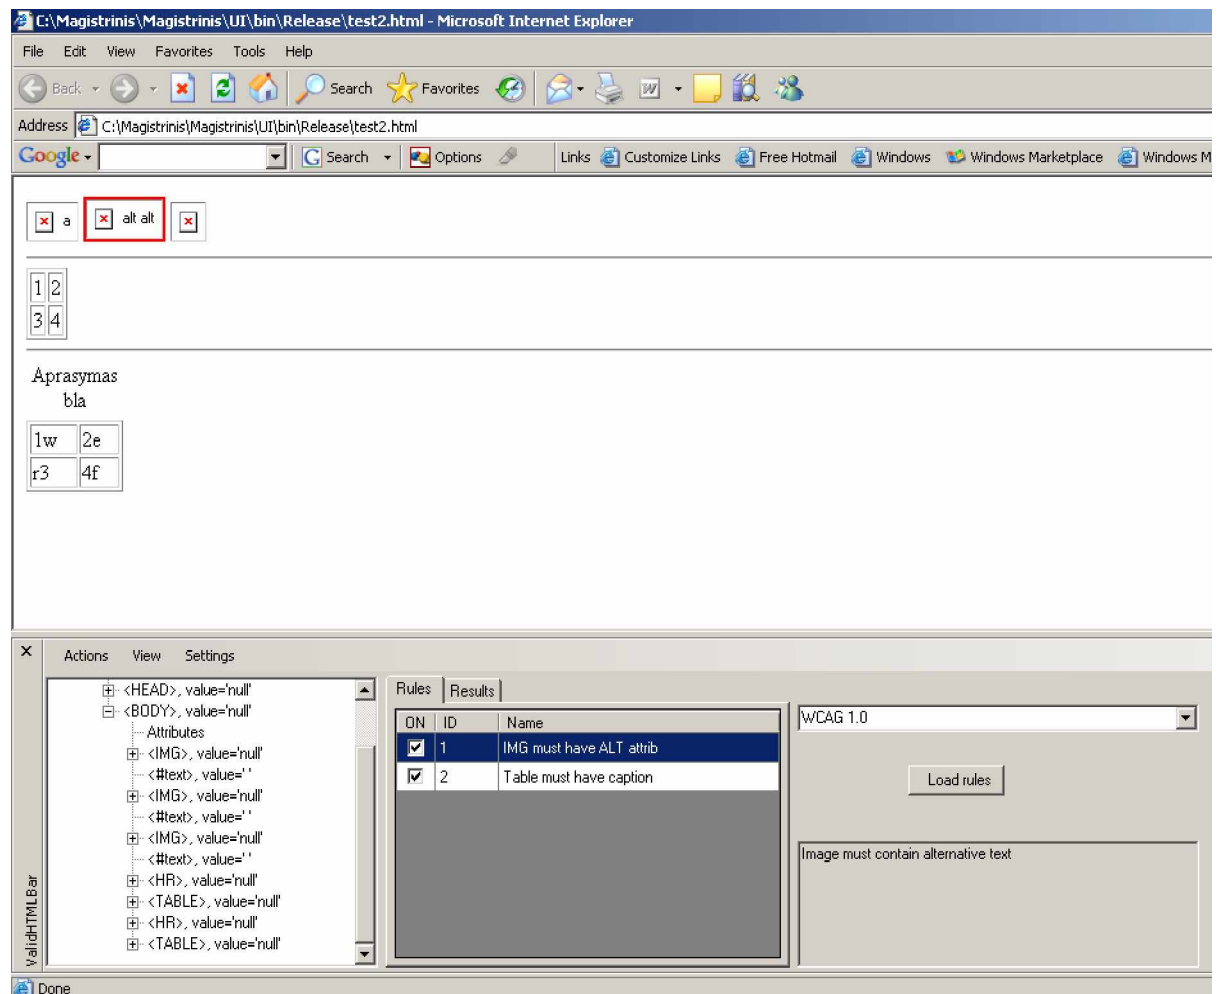 C:\Magistrinis\Magistrinis\UI\bin\Release\test2.html - Microsoft Internet Explorer
File Edit View Favorites Tools Help
Back Search Favorites
Address C:\Magistrinis\Magistrinis\UI\bin\Release\test2.html
Google Search Options Links Customize Links Free Hotmail Windows Windows Marketplace Windows M
a alt alt
1 2
3 4
Aprasymas
bla
1w 2e
r3 4f
Actions View Settings
<HEAD>, value='null'
<BODY>, value='null'
Attributes
<IMG>, value='null'
<#text>, value=' '
<IMG>, value='null'
<#text>, value=' '
<IMG>, value='null'
<#text>, value=' '
<HR>, value='null'
<TABLE>, value='null'
<HR>, value='null'
<TABLE>, value='null'
ValidHTMLBar
Rules Results
ON ID Name
1 IMG must have ALT attrib
2 Table must have caption
WCAG 1.0
Load rules
Image must contain alternative text
Done